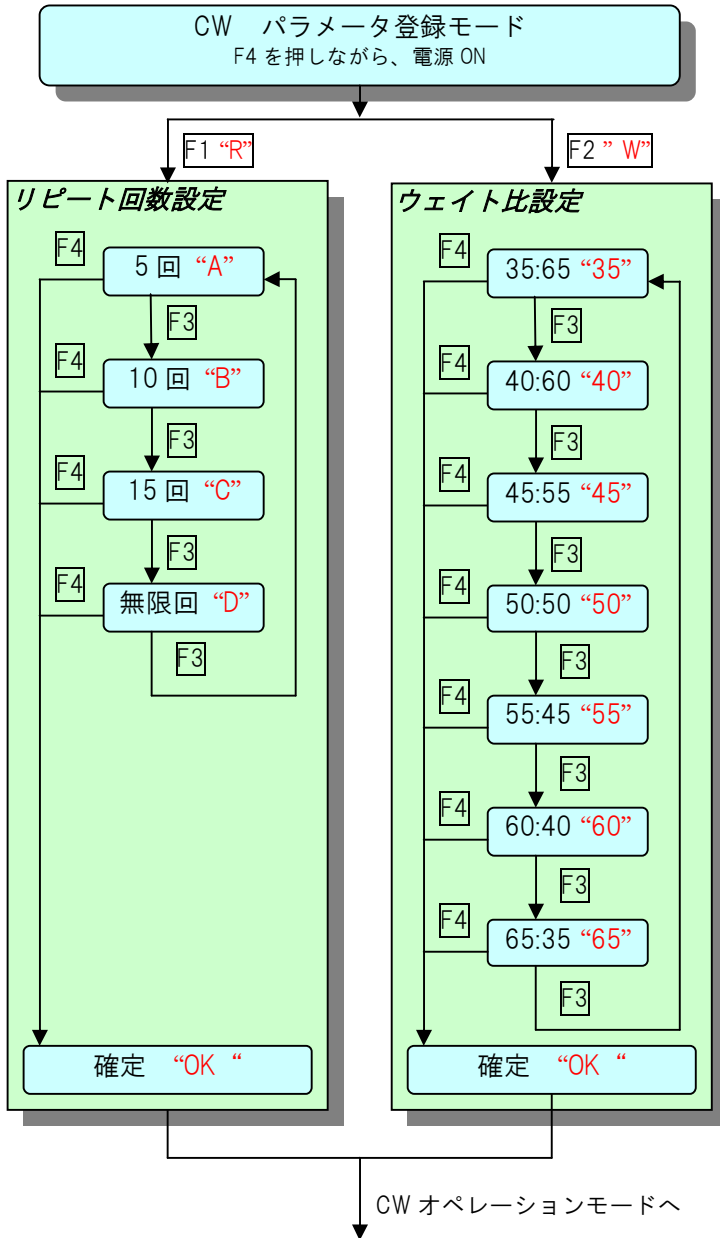 CW パラメータ登録モード
F4 を押しながら、電源 ON
F1 “R”
F2 ” W”
リピート回数設定
F4
5 回 “A”
F3
F4
10 回 “B”
F3
F4
15 回 “C”
F3
F4
無限回 “D”
F3
確定 “OK “
ウェイト比設定
F4
35:65 “35”
F3
F4
40:60 “40”
F3
F4
45:55 “45”
F3
F4
50:50 “50”
F3
F4
55:45 “55”
F3
F4
60:40 “60”
F3
F4
65:35 “65”
F3
確定 “OK “
CW オペレーションモードへ